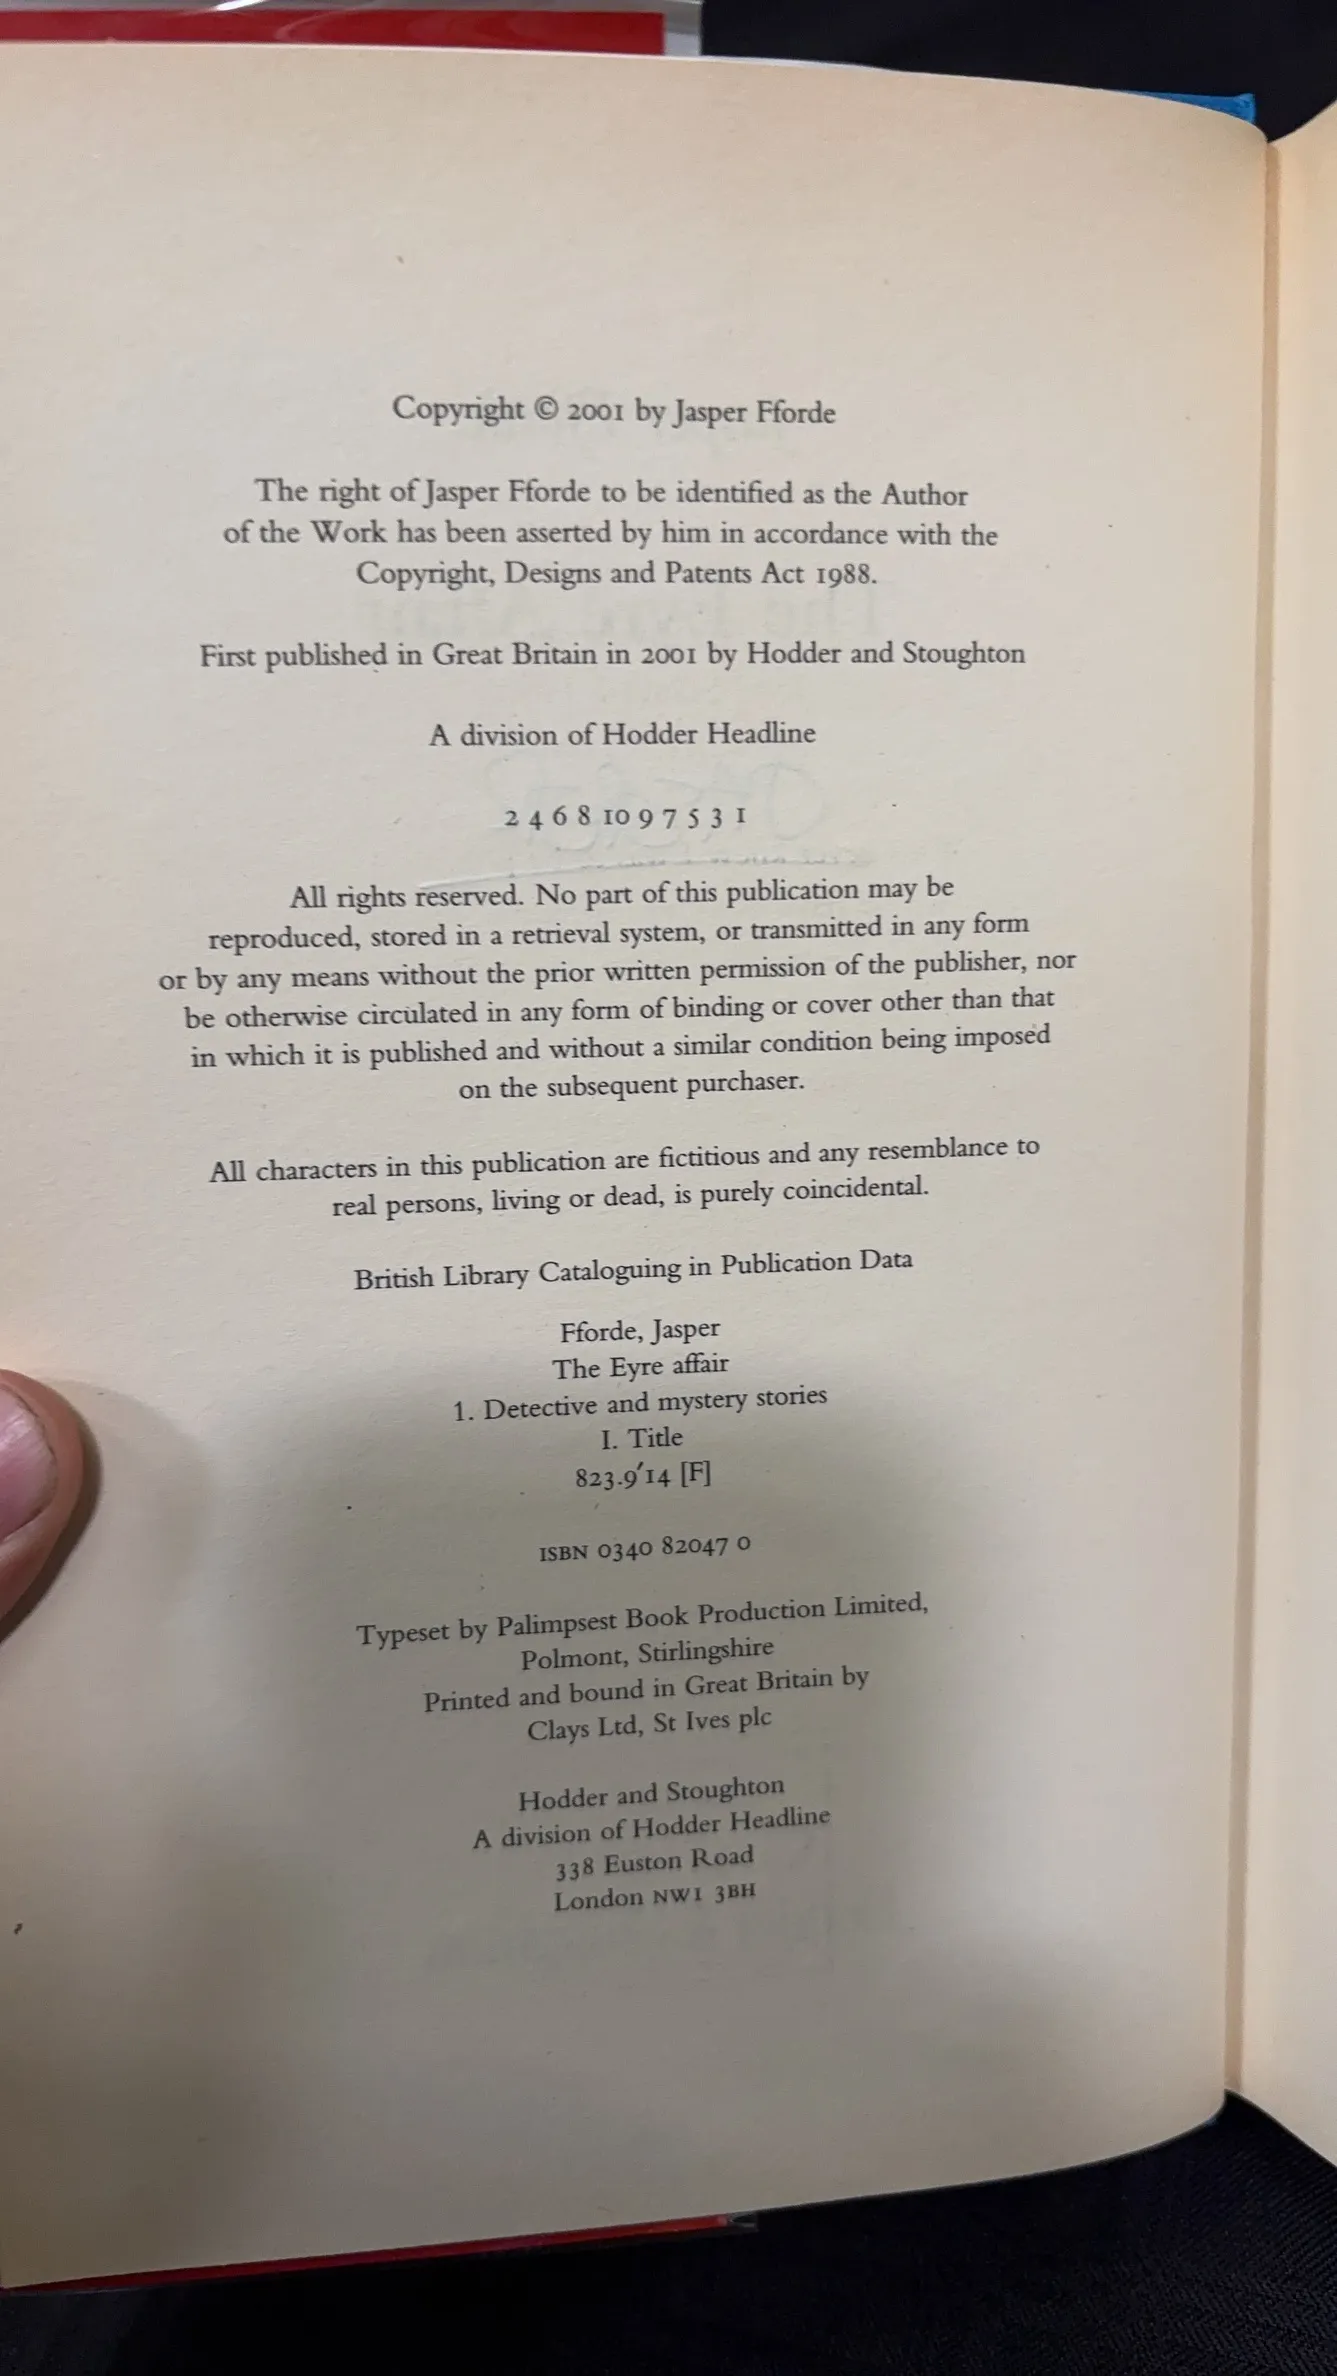 Copyright © 2001 by Jasper Fforde
The right of Jasper Fforde to be identified as the Author
of the Work has been asserted by him in accordance with the
Copyright, Designs and Patents Act 1988.
First published in Great Britain in 2001 by Hodder and Stoughton
A division of Hodder Headline
2 4 6 8 10 9 7 5 3 1
All rights reserved. No part of this publication may be
reproduced, stored in a retrieval system, or transmitted in any form
or by any means without the prior written permission of the publisher, nor
be otherwise circulated in any form of binding or cover other than that
in which it is published and without a similar condition being imposed
on the subsequent purchaser.
All characters in this publication are fictitious and any resemblance to
real persons, living or dead, is purely coincidental.
British Library Cataloguing in Publication Data
Fforde, Jasper
The Eyre affair
1. Detective and mystery stories
I. Title
823.9′14 [F]
ISBN 0340 82047 0
Typeset by Palimpsest Book Production Limited,
Polmont, Stirlingshire
Printed and bound in Great Britain by
Clays Ltd, St Ives plc
Hodder and Stoughton
A division of Hodder Headline
338 Euston Road
London NW1 3BH